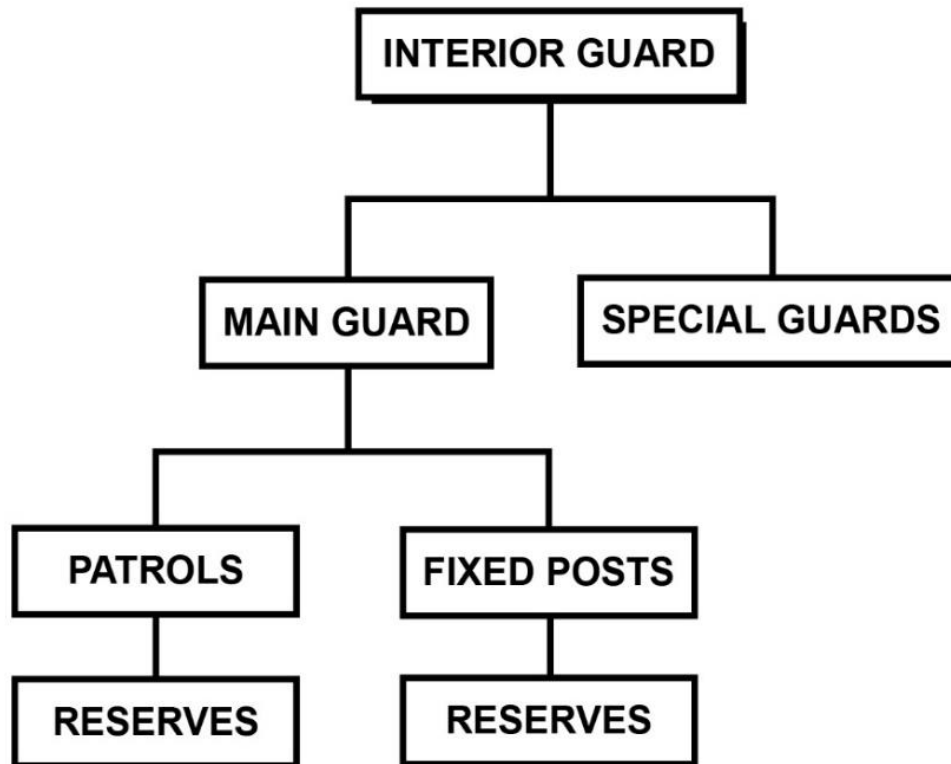 INTERIOR GUARD
MAIN GUARD
SPECIAL GUARDS
PATROLS
FIXED POSTS
RESERVES
RESERVES